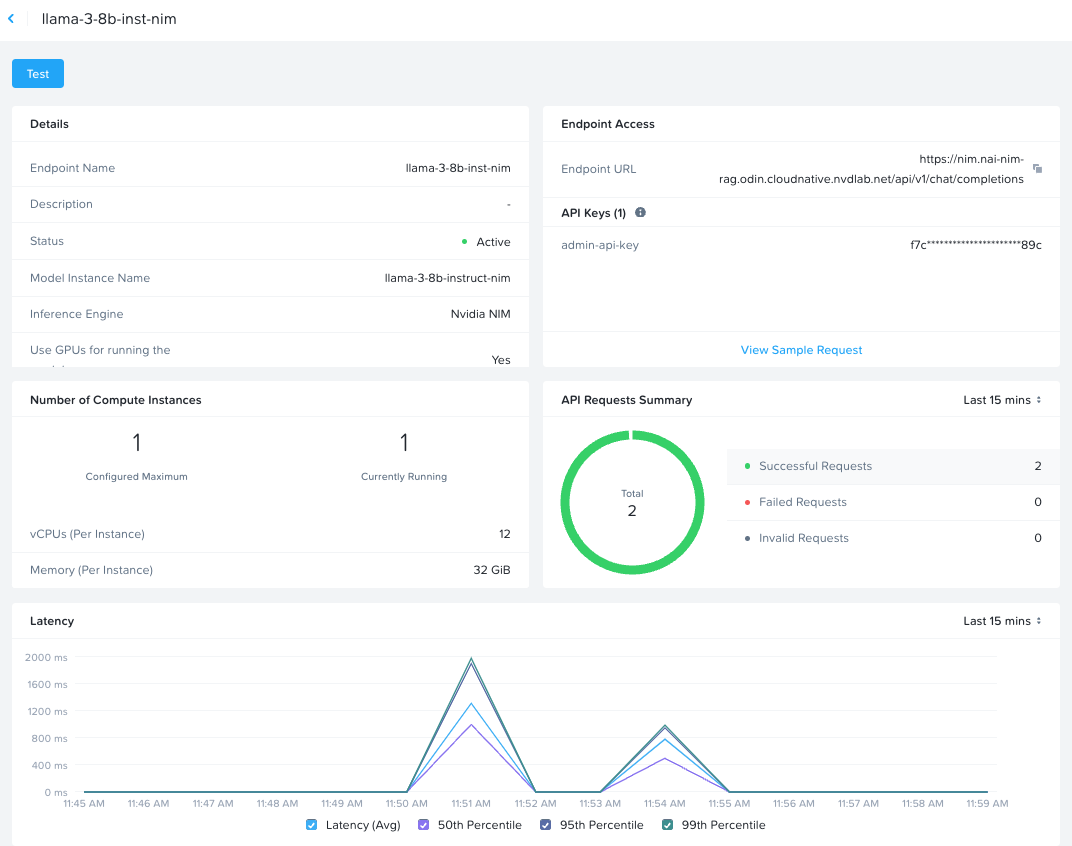 llama-3-8b-inst-nim
Test
Details
Endpoint Name
llama-3-8b-inst-nim
Description
-
Status
Active
Model Instance Name
llama-3-8b-instruct-nim
Inference Engine
Nvidia NIM
Use GPUs for running the
Yes
Endpoint Access
Endpoint URL
https://nim.nai-nim-
rag.odin.cloudnative.nvdlab.net/api/v1/chat/completions
API Keys (1)
admin-api-key
f7c**********************89c
View Sample Request
Number of Compute Instances
1
1
Configured Maximum
Currently Running
vCPUs (Per Instance)
12
Memory (Per Instance)
32 GiB
API Requests Summary
Last 15 mins
Total
2
Successful Requests
2
Failed Requests
0
Invalid Requests
0
Latency
Last 15 mins
2000 ms
1600 ms
1200 ms
800 ms
400 ms
0 ms
11:45 AM 11:46 AM 11:47 AM 11:48 AM 11:49 AM 11:50 AM 11:51 AM 11:52 AM 11:53 AM 11:54 AM 11:55 AM 11:56 AM 11:57 AM 11:58 AM 11:59 AM
Latency (Avg) 50th Percentile 95th Percentile 99th Percentile